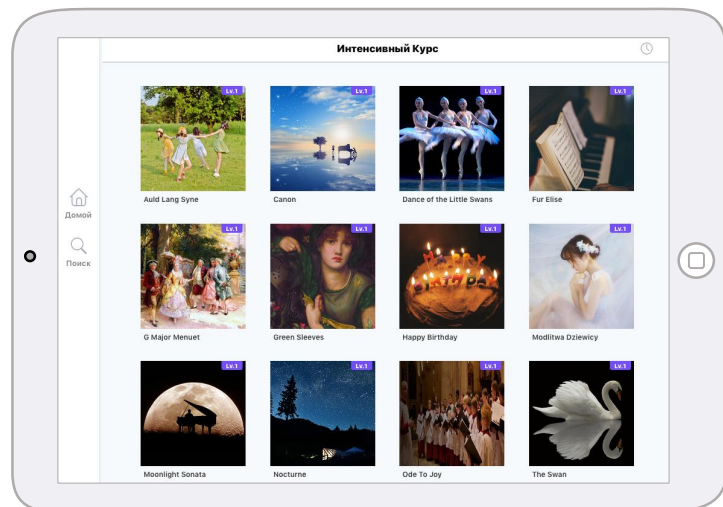 Интенсивный Курс
Домой
Поиск
Lv.1 Lv.1 Lv.1 Lv.1
Auld Lang Syne Canon Dance of the Little Swans Fur Elise
Lv.1 Lv.1 Lv.1 Lv.1
HAPPY
BIRTHDAY
G Major Menuet Green Sleeves Happy Birthday Modlitwa Dziewicy
Lv.1 Lv.1 Lv.1 Lv.1
Moonlight Sonata Nocturne Ode To Joy The Swan